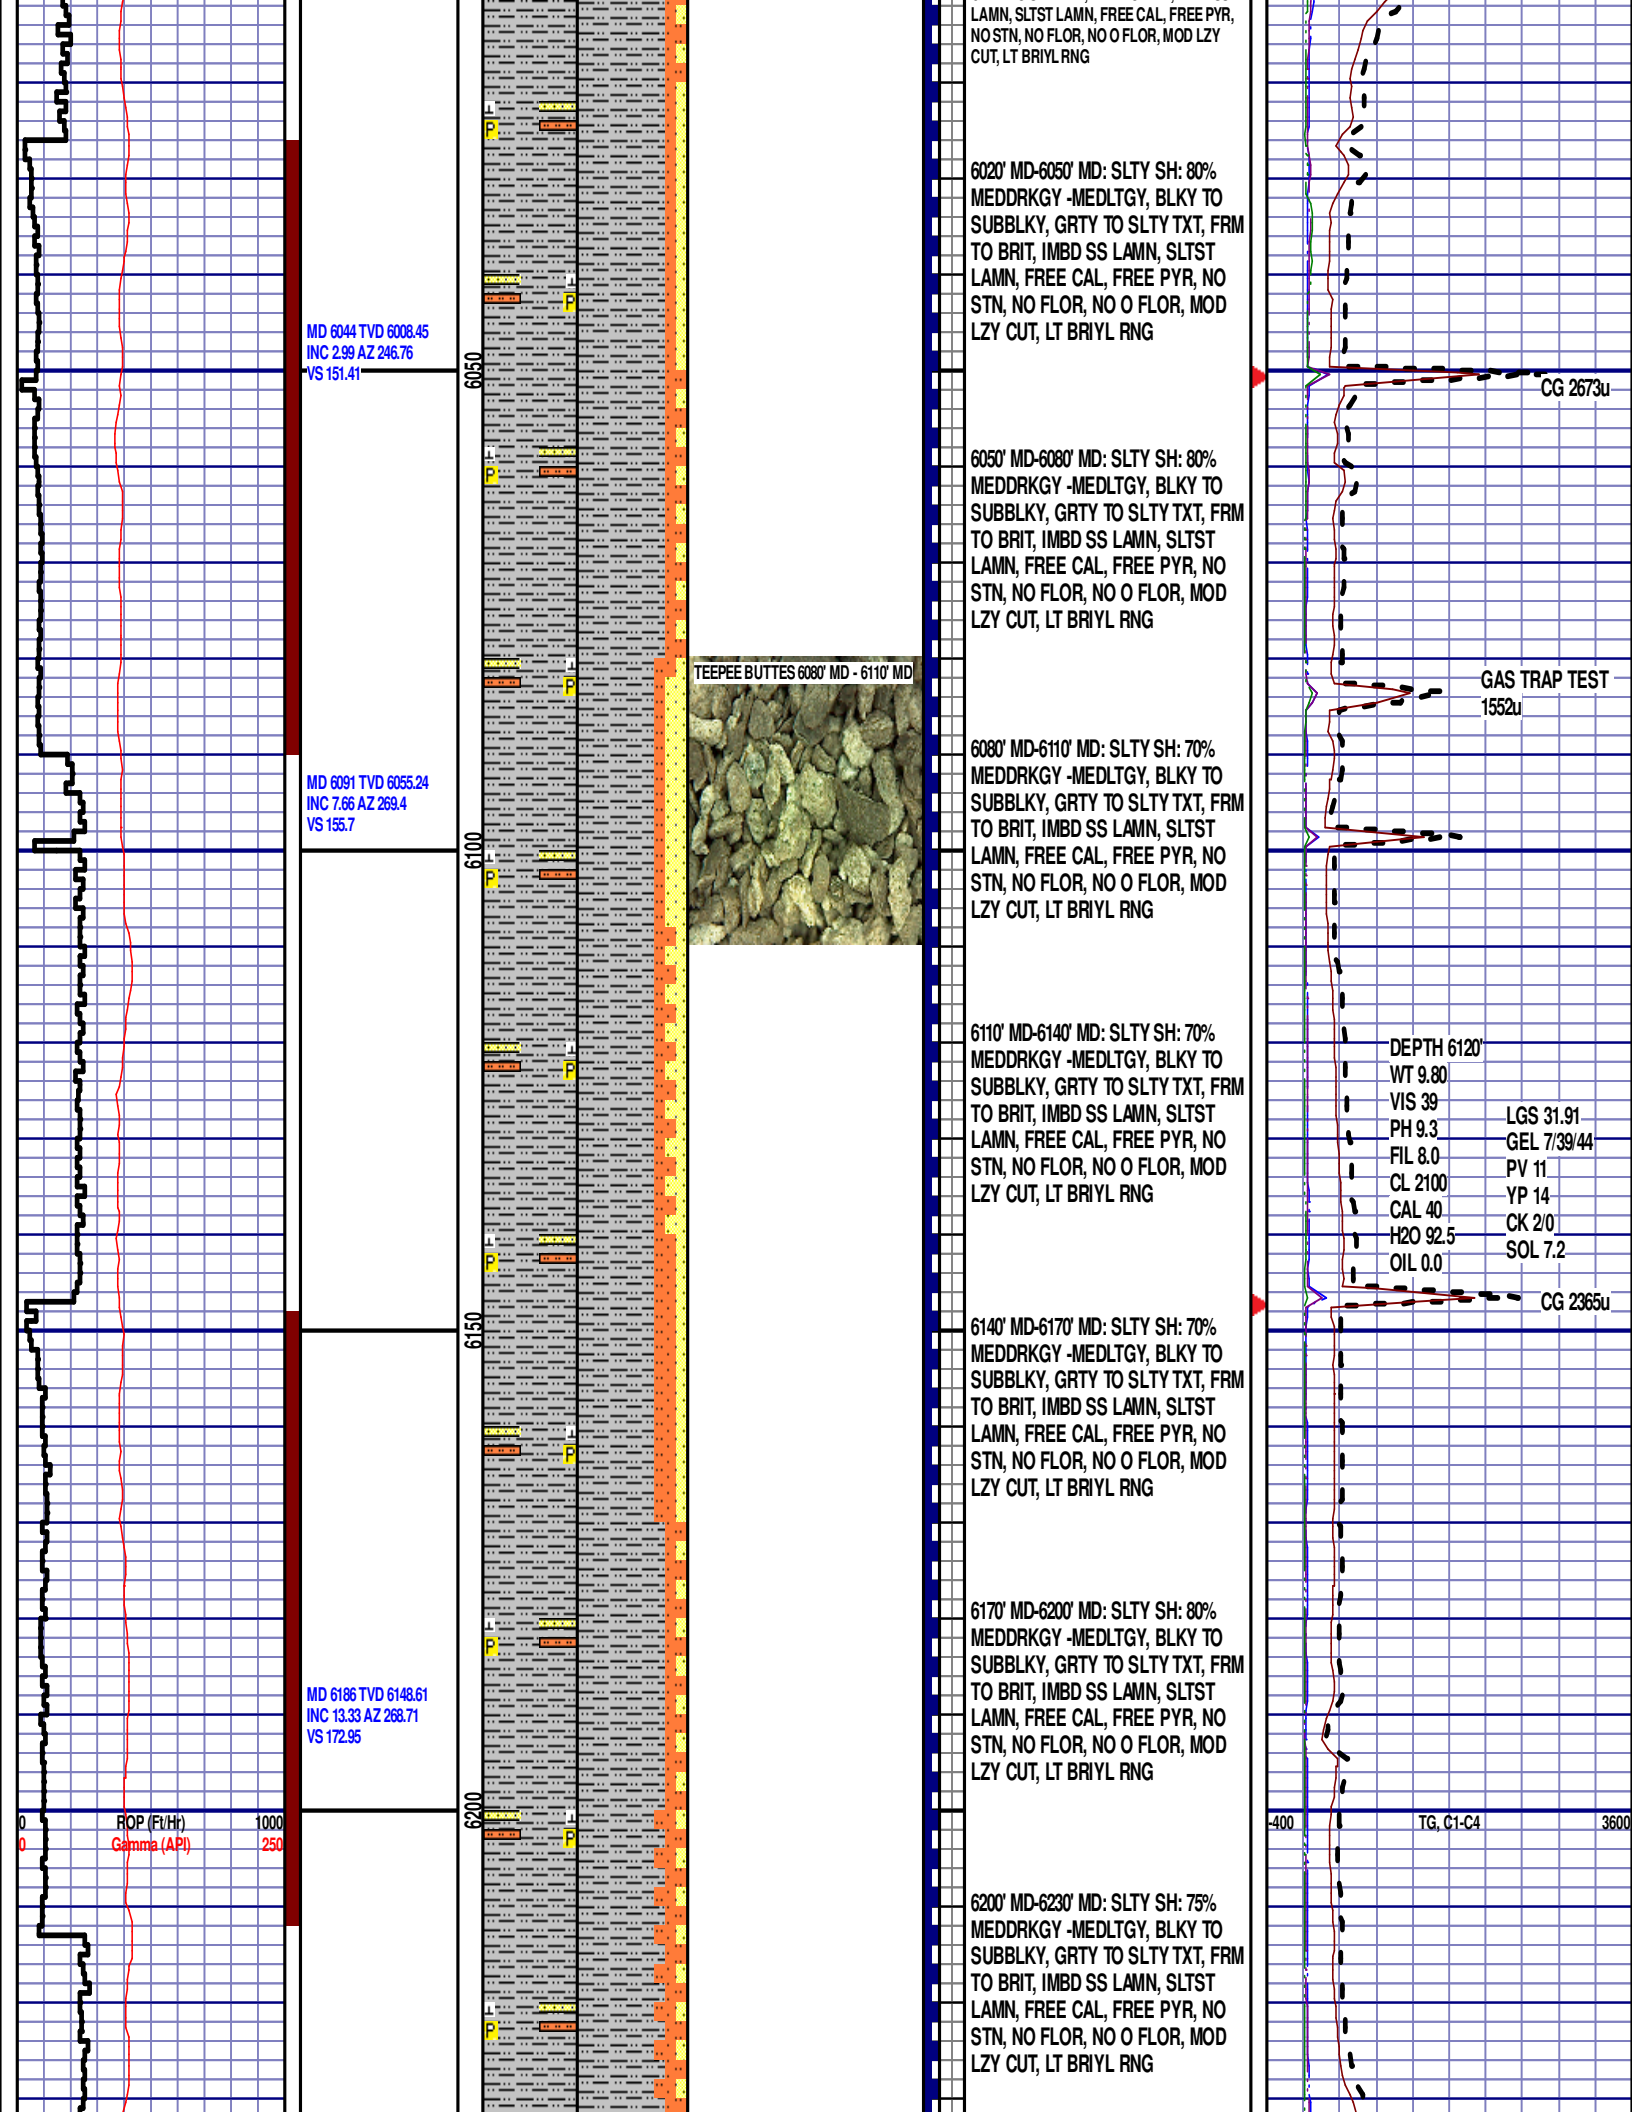 LAMN, SLTST LAMN, FREE CAL, FREE PYR,
NO STN, NO FLOR, NO O FLOR, MOD LZY
CUT, LT BRIYL RNG
6020' MD-6050' MD: SLTY SH: 80%
MEDDRKGY -MEDLTGY, BLKY TO
SUBBLKY, GRTY TO SLTY TXT, FRM
TO BRIT, IMBD SS LAMN, SLTST
LAMN, FREE CAL, FREE PYR, NO
STN, NO FLOR, NO O FLOR, MOD
LZY CUT, LT BRIYL RNG
MD 6044 TVD 6008.45
INC 2.99 AZ 246.76
VS 151.41
6050
CG 2673u
6050' MD-6080' MD: SLTY SH: 80%
MEDDRKGY -MEDLTGY, BLKY TO
SUBBLKY, GRTY TO SLTY TXT, FRM
TO BRIT, IMBD SS LAMN, SLTST
LAMN, FREE CAL, FREE PYR, NO
STN, NO FLOR, NO O FLOR, MOD
LZY CUT, LT BRIYL RNG
TEEPEE BUTTES 6080' MD - 6110' MD
GAS TRAP TEST
1552u
6080' MD-6110' MD: SLTY SH: 70%
MEDDRKGY -MEDLTGY, BLKY TO
SUBBLKY, GRTY TO SLTY TXT, FRM
TO BRIT, IMBD SS LAMN, SLTST
LAMN, FREE CAL, FREE PYR, NO
STN, NO FLOR, NO O FLOR, MOD
LZY CUT, LT BRIYL RNG
MD 6091 TVD 6055.24
INC 7.66 AZ 269.4
VS 155.7
6100
6110' MD-6140' MD: SLTY SH: 70%
MEDDRKGY -MEDLTGY, BLKY TO
SUBBLKY, GRTY TO SLTY TXT, FRM
TO BRIT, IMBD SS LAMN, SLTST
LAMN, FREE CAL, FREE PYR, NO
STN, NO FLOR, NO O FLOR, MOD
LZY CUT, LT BRIYL RNG
DEPTH 6120'
WT 9.80
VIS 39
PH 9.3
FIL 8.0
CL 2100
CAL 40
H2O 92.5
OIL 0.0
LGS 31.91
GEL 7/39/44
PV 11
YP 14
CK 2/0
SOL 7.2
CG 2365u
6150
6140' MD-6170' MD: SLTY SH: 70%
MEDDRKGY -MEDLTGY, BLKY TO
SUBBLKY, GRTY TO SLTY TXT, FRM
TO BRIT, IMBD SS LAMN, SLTST
LAMN, FREE CAL, FREE PYR, NO
STN, NO FLOR, NO O FLOR, MOD
LZY CUT, LT BRIYL RNG
6170' MD-6200' MD: SLTY SH: 80%
MEDDRKGY -MEDLTGY, BLKY TO
SUBBLKY, GRTY TO SLTY TXT, FRM
TO BRIT, IMBD SS LAMN, SLTST
LAMN, FREE CAL, FREE PYR, NO
STN, NO FLOR, NO O FLOR, MOD
LZY CUT, LT BRIYL RNG
MD 6186 TVD 6148.61
INC 13.33 AZ 268.71
VS 172.95
6200
0 ROP (Ft/Hr) 1000
0 Gamma (API) 250
-400 TG, C1-C4 3600
6200' MD-6230' MD: SLTY SH: 75%
MEDDRKGY -MEDLTGY, BLKY TO
SUBBLKY, GRTY TO SLTY TXT, FRM
TO BRIT, IMBD SS LAMN, SLTST
LAMN, FREE CAL, FREE PYR, NO
STN, NO FLOR, NO O FLOR, MOD
LZY CUT, LT BRIYL RNG
P
P
P
P
P
P
P
P
P
P
P